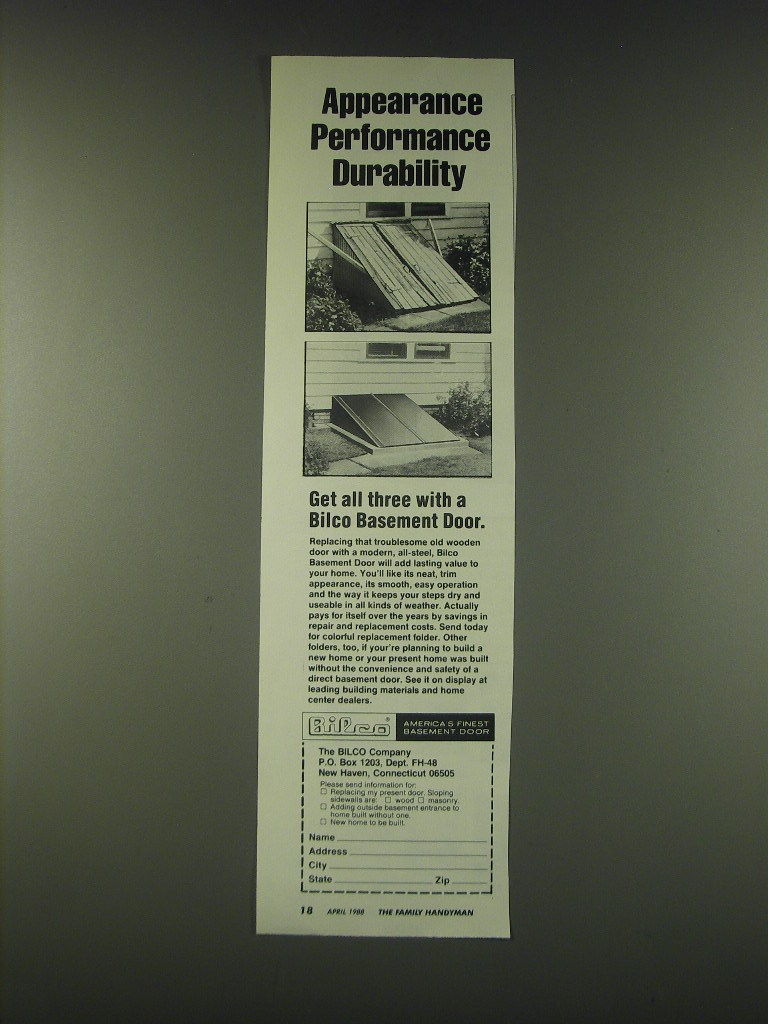 Appearance
Performance
Durability
Get all three with a
Bilco Basement Door.
Replacing that troublesome old wooden
door with a modern, all-steel, Bilco
Basement Door will add lasting value to
your home. You'll like its neat, trim
appearance, its smooth, easy operation
and the way it keeps your steps dry and
useable in all kinds of weather. Actually
pays for itself over the years by savings in
repair and replacement costs. Send today
for colorful replacement folder. Other
folders, too, if your're planning to build a
new home or your present home was built
without the convenience and safety of a
direct basement door. See it on display at
leading building materials and home
center dealers.
Bilco® AMERICA'S FINEST
BASEMENT DOOR
The BILCO Company
P.O. Box 1203, Dept. FH-48
New Haven, Connecticut 06505
Please send information for:
☐ Replacing my present door. Sloping
sidewalls are: ☐ wood ☐ masonry.
☐ Adding outside basement entrance to
home built without one.
☐ New home to be built.
Name
Address
City
State Zip
18 APRIL 1988 THE FAMILY HANDYMAN